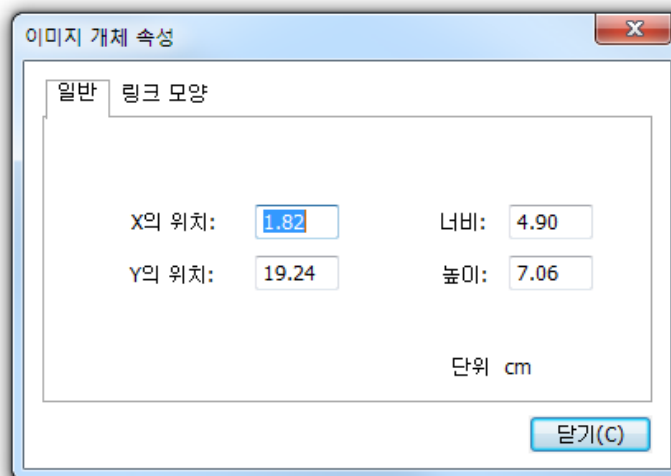 이미지 개체 속성
일반 링크 모양
X의 위치: 1.82 너비: 4.90
Y의 위치: 19.24 높이: 7.06
단위 cm
닫기(C)